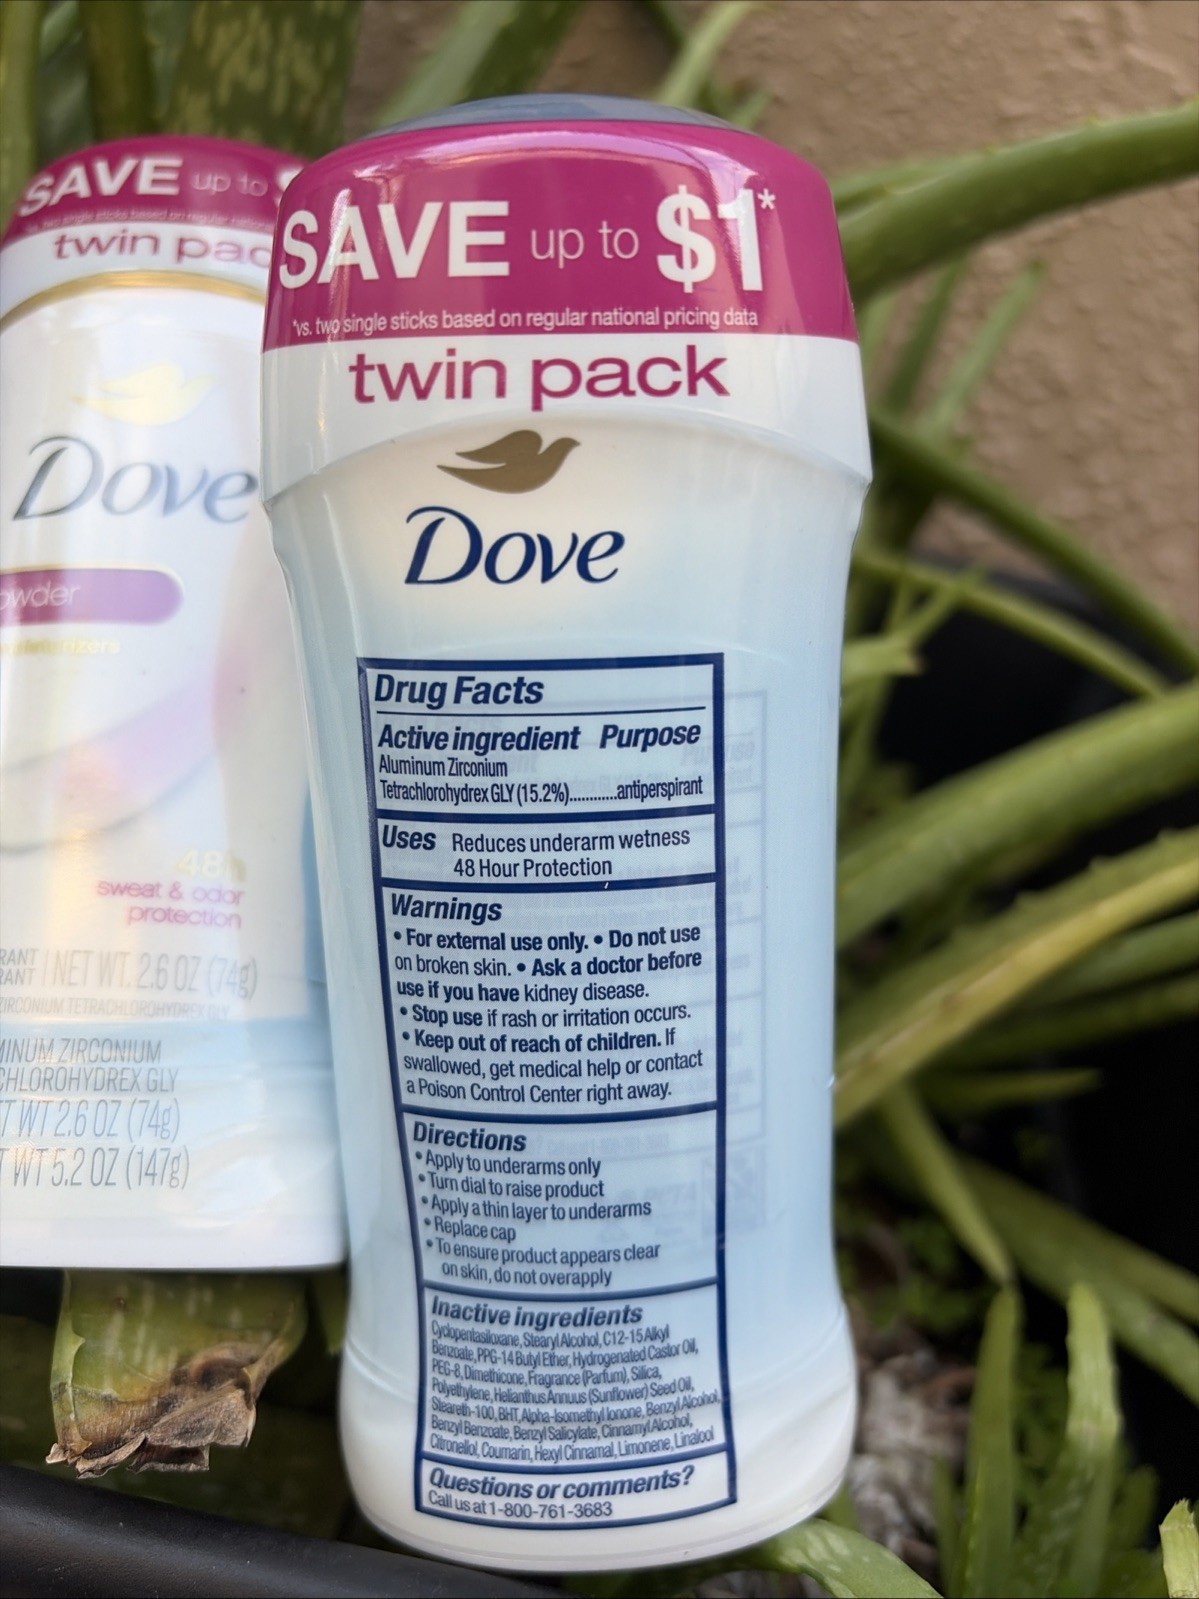 SAVE up to
twin pac
Dove
owder
48h
sweat & odor
protection
RANT
RANT | NET WT. 2.6 OZ (74g)
ZIRCONIUM TETRACHLOROHYDREX GLY
MINUM ZIRCONIUM
CHLOROHYDREX GLY
T WT 2.6 OZ (74g)
T WT 5.2 OZ (147g)
SAVE up to $1*
*vs. two single sticks based on regular national pricing data
twin pack
Dove
Drug Facts
Active ingredient Purpose
Aluminum Zirconium
Tetrachlorohydrex GLY (15.2%)............antiperspirant
Uses Reduces underarm wetness
48 Hour Protection
Warnings
• For external use only. • Do not use
on broken skin. • Ask a doctor before
use if you have kidney disease.
• Stop use if rash or irritation occurs.
• Keep out of reach of children. If
swallowed, get medical help or contact
a Poison Control Center right away.
Directions
• Apply to underarms only
• Turn dial to raise product
• Apply a thin layer to underarms
• Replace cap
• To ensure product appears clear
on skin, do not overapply
Inactive ingredients
Cyclopentasiloxane, Stearyl Alcohol, C12-15 Alkyl
Benzoate, PPG-14 Butyl Ether, Hydrogenated Castor Oil,
PEG-8, Dimethicone, Fragrance (Parfum), Silica,
Polyethylene, Helianthus Annuus (Sunflower) Seed Oil,
Steareth-100, BHT, Alpha-Isomethyl Ionone, Benzyl Alcohol,
Benzyl Benzoate, Benzyl Salicylate, Cinnamyl Alcohol,
Citronellol, Coumarin, Hexyl Cinnamal, Limonene, Linalool
Questions or comments?
Call us at 1-800-761-3683